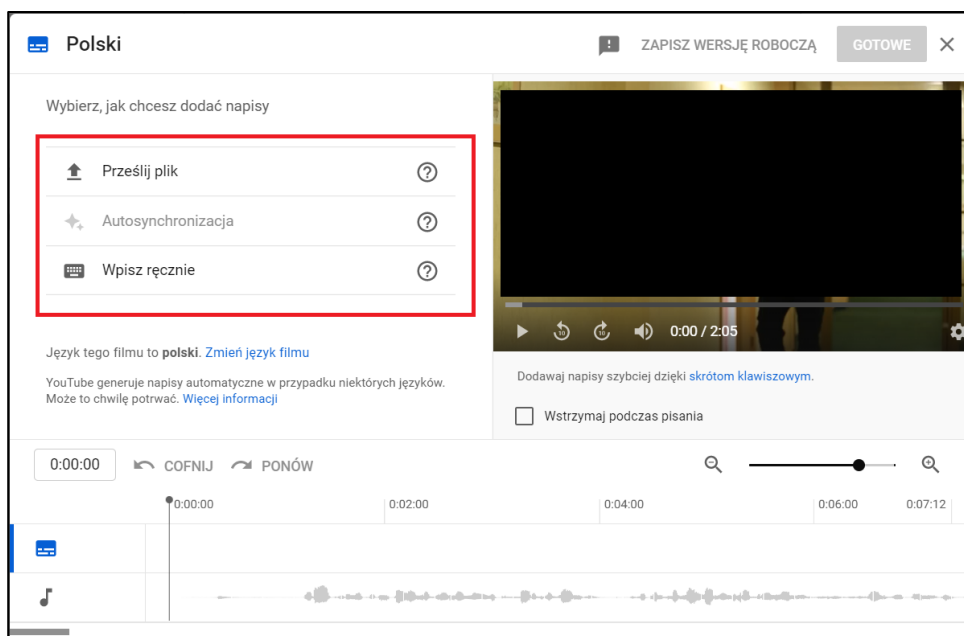 Polski
ZAPISZ WERSJĘ ROBOCZĄ
GOTOWE
Wybierz, jak chcesz dodać napisy
Prześlij plik
Autosynchronizacja
Wpisz ręcznie
Język tego filmu to polski. Zmień język filmu
YouTube generuje napisy automatyczne w przypadku niektórych języków.
Może to chwilę potrwać. Więcej informacji
10
10
0:00 / 2:05
Dodawaj napisy szybciej dzięki skrótom klawiszowym.
Wstrzymaj podczas pisania
0:00:00
COFNIJ
PONÓW
0:00:00
0:02:00
0:04:00
0:06:00
0:07:12